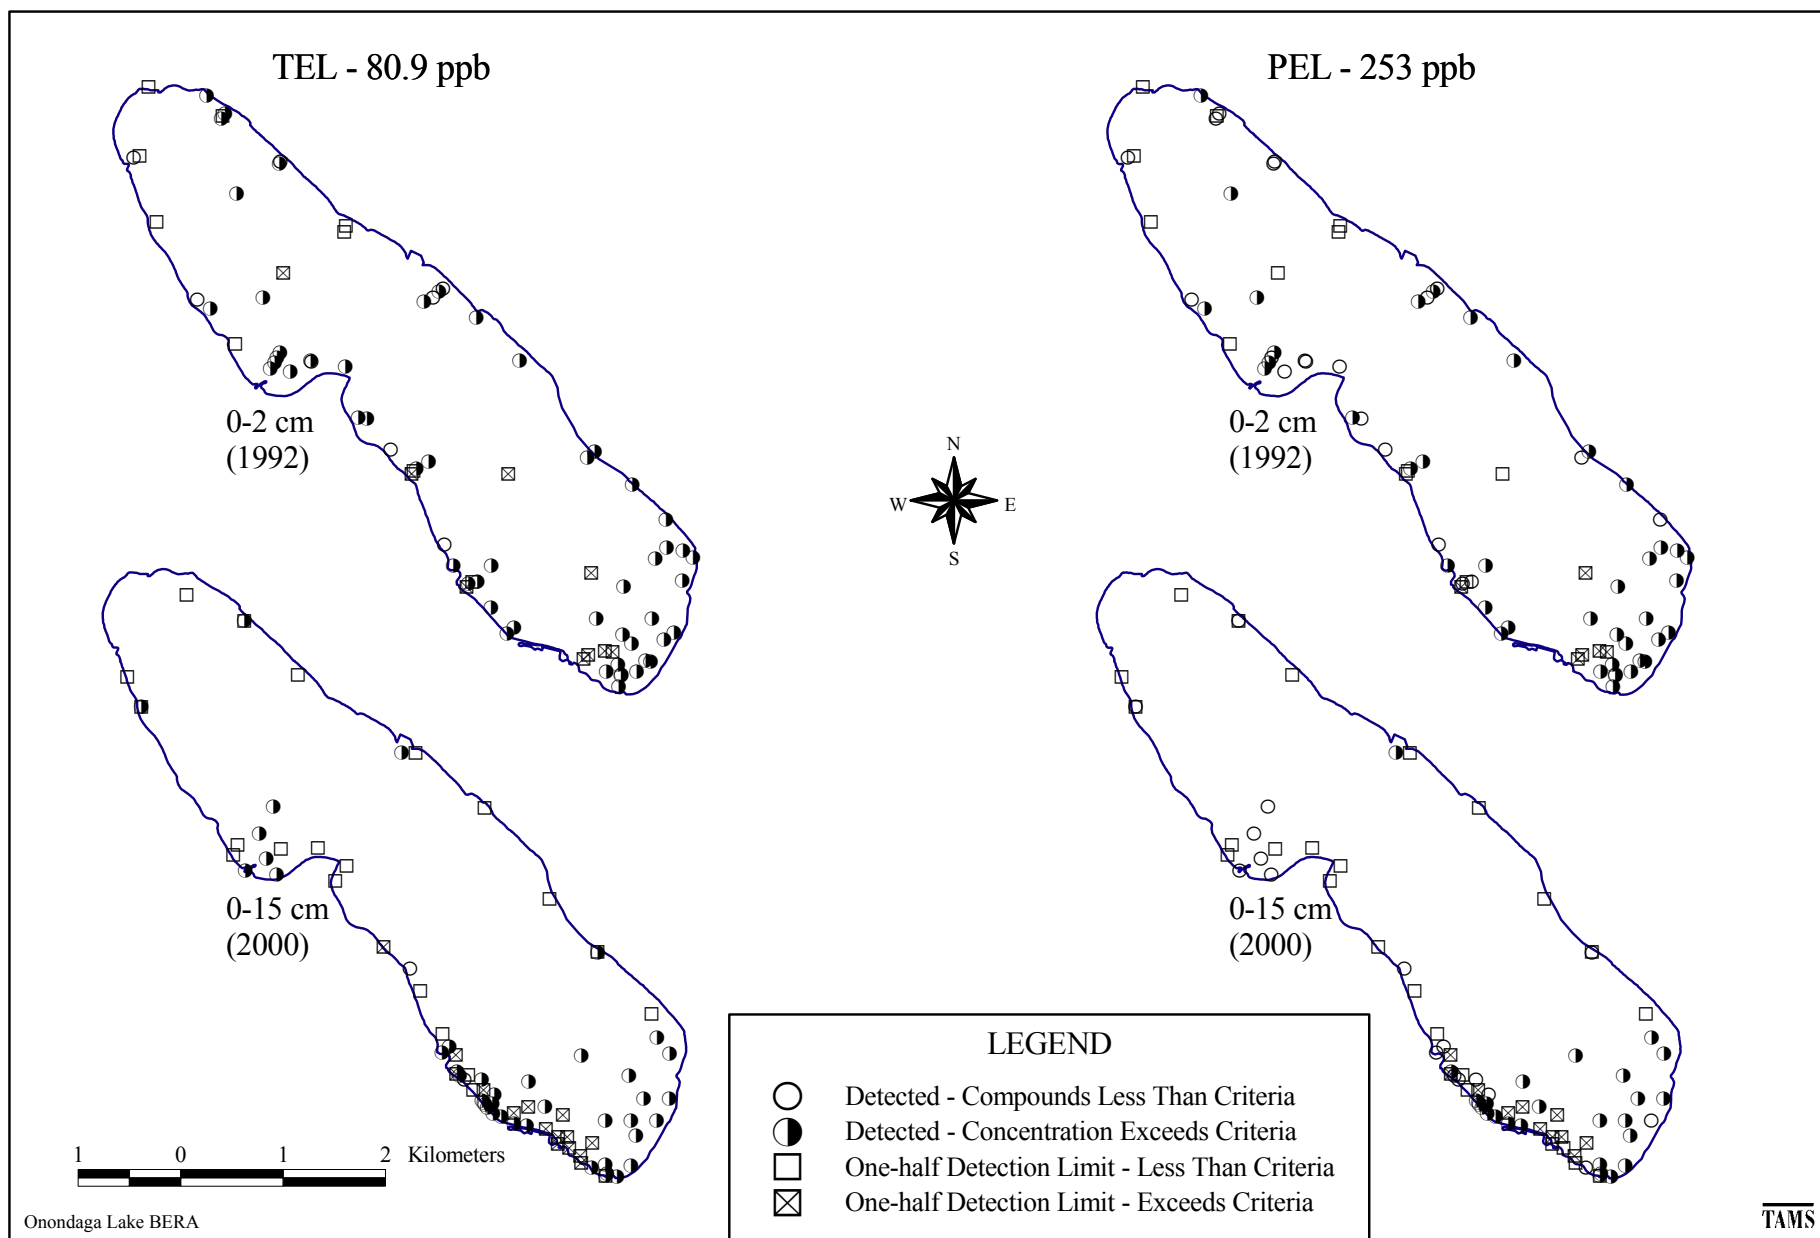 TEL - 80.9 ppb
PEL - 253 ppb
0-2 cm
(1992)
0-2 cm
(1992)
N
W
E
S
0-15 cm
(2000)
0-15 cm
(2000)
LEGEND
Detected - Compounds Less Than Criteria
Detected - Concentration Exceeds Criteria
One-half Detection Limit - Less Than Criteria
One-half Detection Limit - Exceeds Criteria
1 0 1 2 Kilometers
Onondaga Lake BERA
TAMS